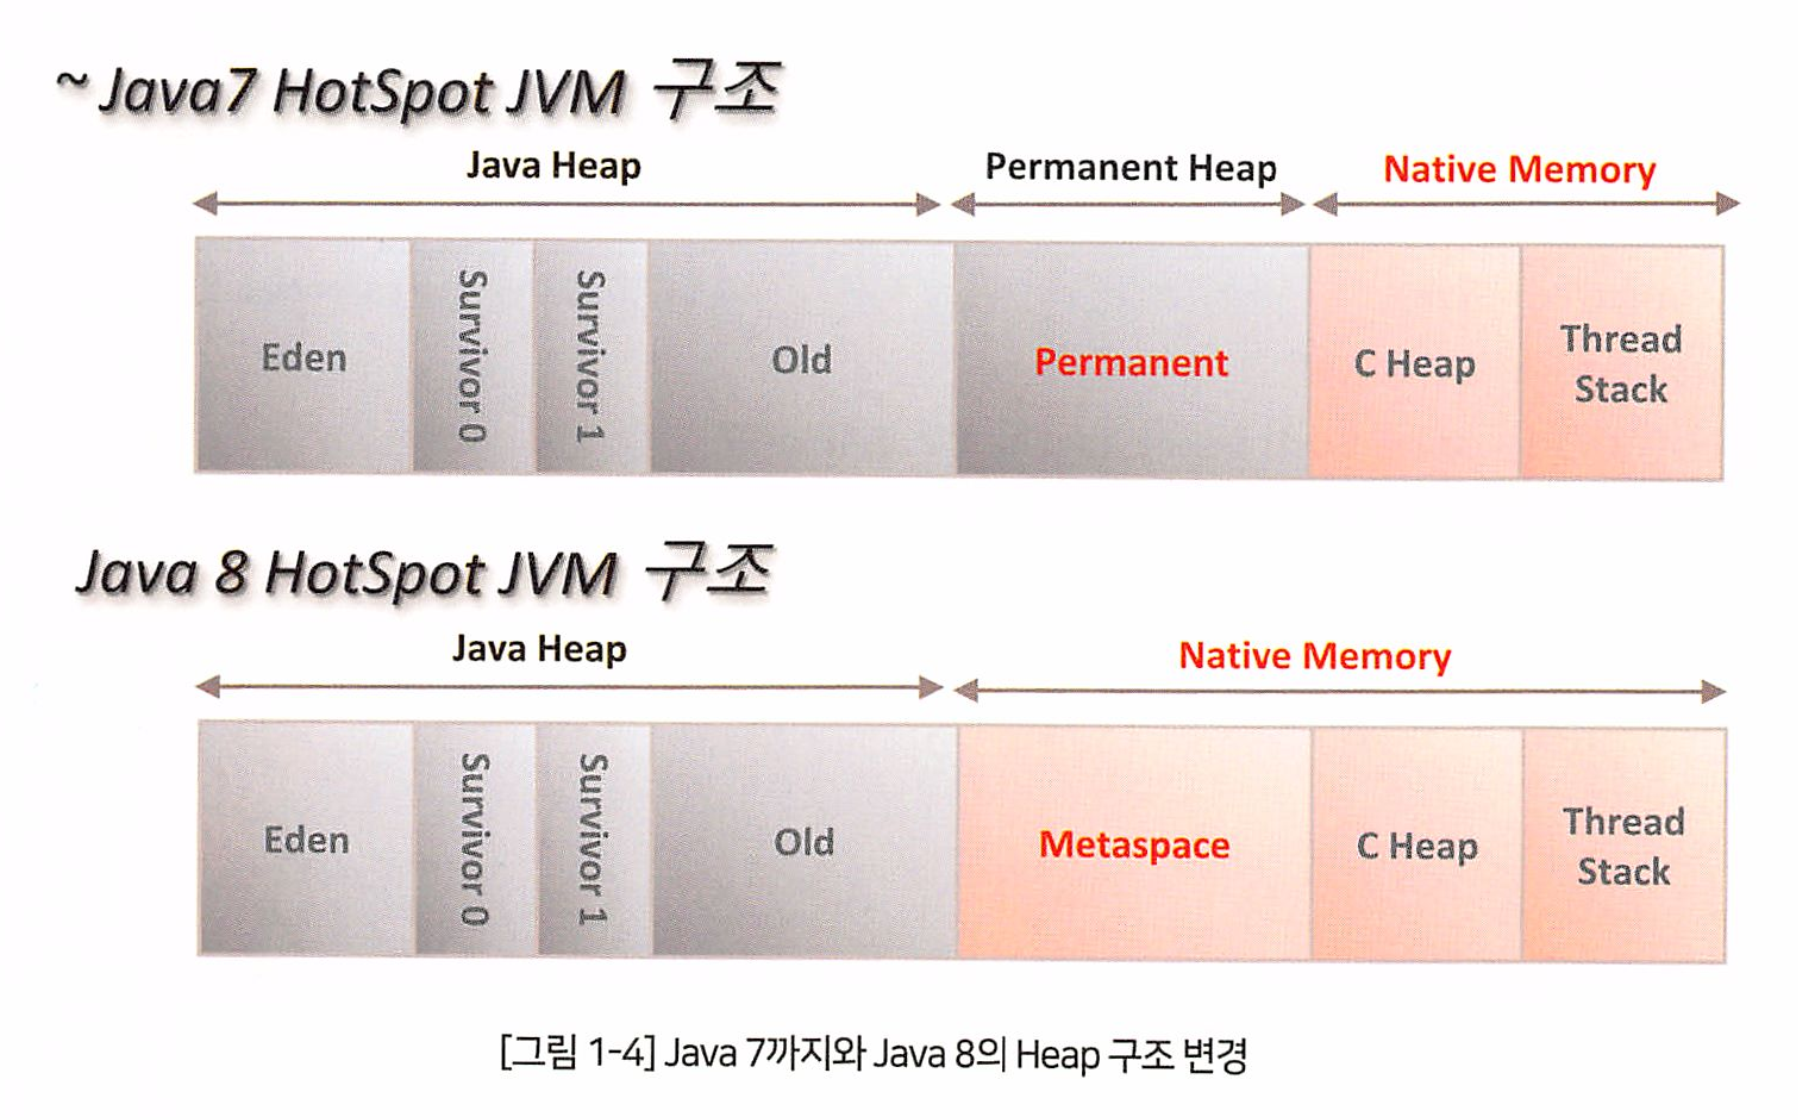 ~ Java7 HotSpot JVM 구조
Java Heap
Permanent Heap
Native Memory
Eden
Survivor 0
Survivor 1
Old
Permanent
C Heap
Thread
Stack
Java 8 HotSpot JVM 구조
Java Heap
Native Memory
Eden
Survivor 0
Survivor 1
Old
Metaspace
C Heap
Thread
Stack
[그림 1-4] Java 7까지와 Java 8의 Heap 구조 변경